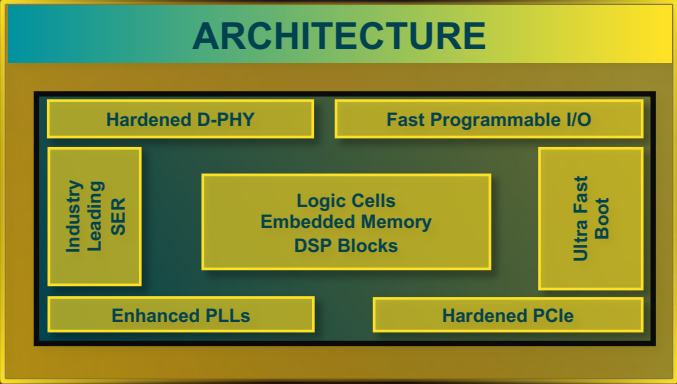 ARCHITECTURE
Hardened D-PHY
Fast Programmable I/O
Industry
Leading
SER
Logic Cells
Embedded Memory
DSP Blocks
Ultra Fast
Boot
Enhanced PLLs
Hardened PCIe